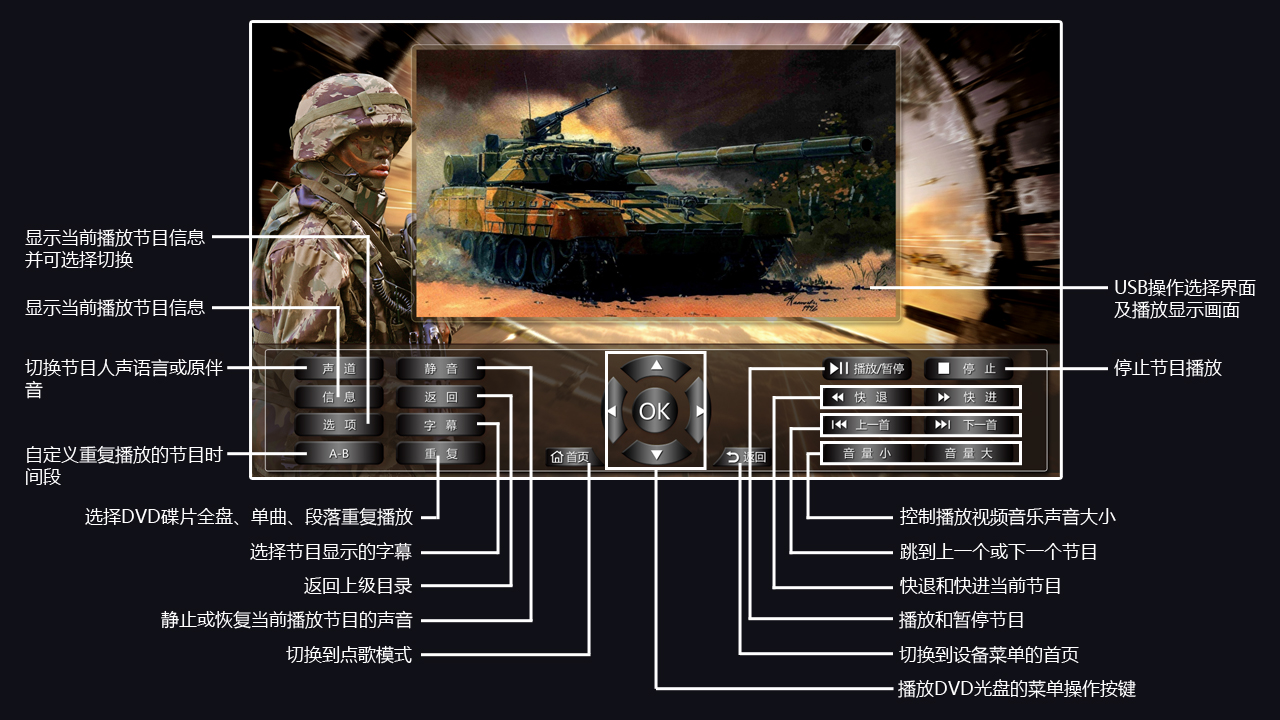 显示当前播放节目信息
并可选择切换
显示当前播放节目信息
切换节目人声语言或原伴
音
自定义重复播放的节目时
间段
USB操作选择界面
及播放显示画面
停止节目播放
声道 静音
信息 返回
选项 字幕
A-B 重复
OK
首页 返回
播放/暂停 停止
快退 快进
上一首 下一首
音量小 音量大
选择DVD碟片全盘、单曲、段落重复播放
选择节目显示的字幕
返回上级目录
静止或恢复当前播放节目的声音
切换到点歌模式
控制播放视频音乐声音大小
跳到上一个或下一个节目
快退和快进当前节目
播放和暂停节目
切换到设备菜单的首页
播放DVD光盘的菜单操作按键